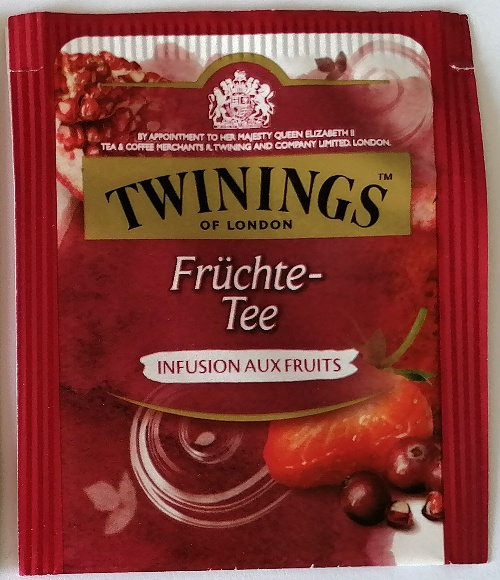 BY APPOINTMENT TO HER MAJESTY QUEEN ELIZABETH II
TEA & COFFEE MERCHANTS R. TWINING AND COMPANY LIMITED. LONDON.
TWININGS™
OF LONDON
Früchte-
Tee
INFUSION AUX FRUITS